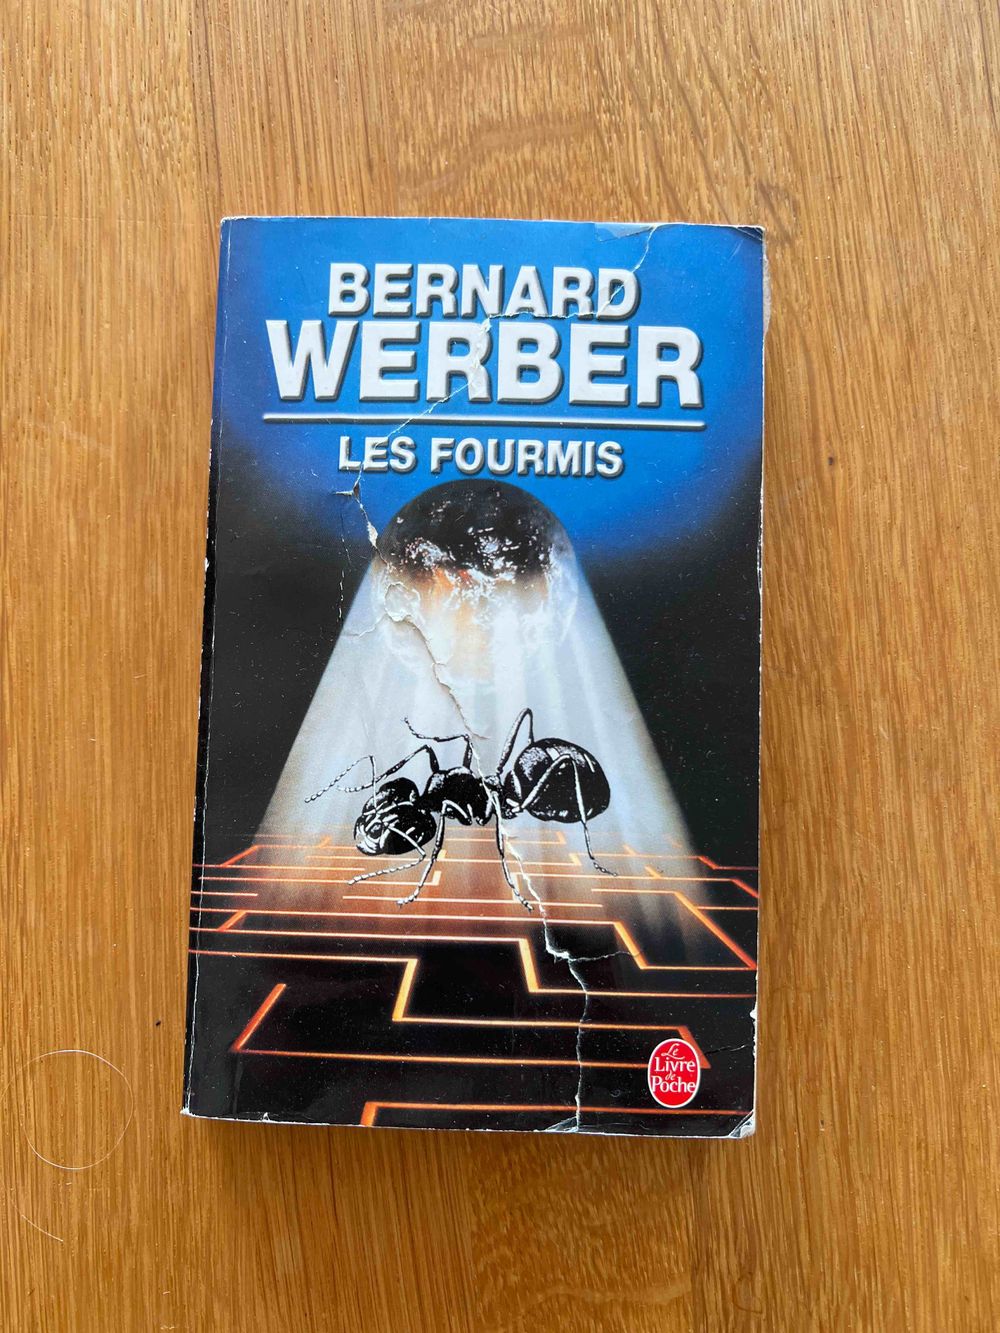 BERNARD
WERBER
LES FOURMIS
Le
Livre
de
Poche